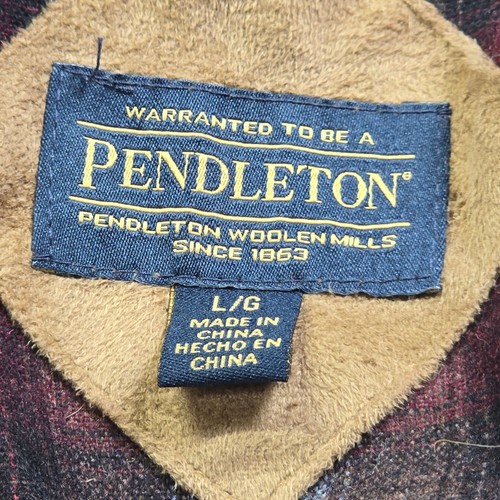 WARRANTED TO BE A
PENDLETON®
PENDLETON WOOLEN MILLS
SINCE 1863
L/G
MADE IN
CHINA
HECHO EN
CHINA